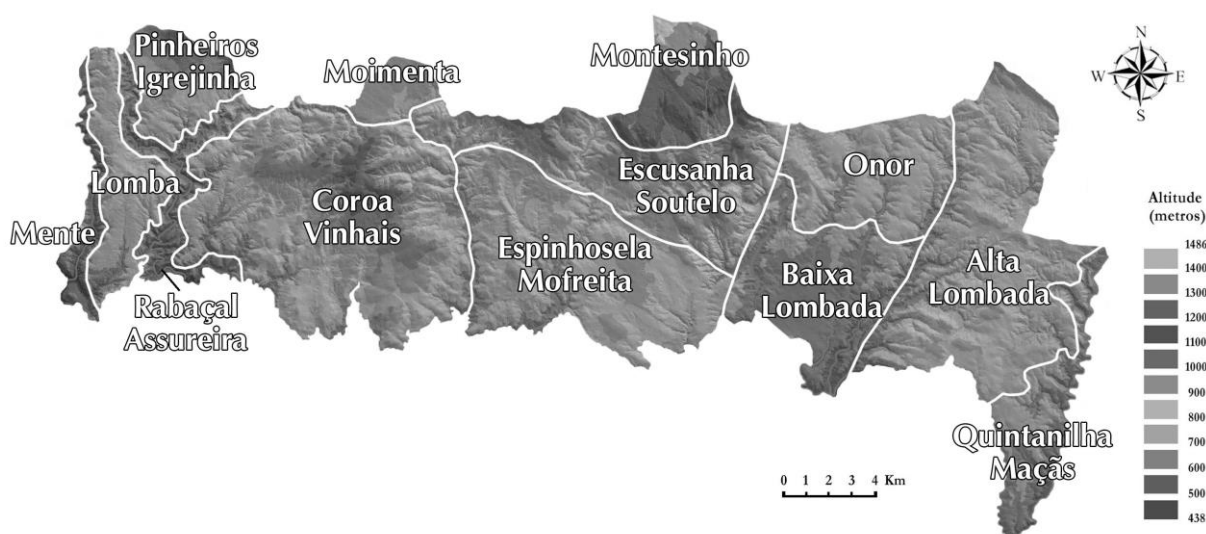 Pinheiros
Igrejinha
Moimenta
Montesinho
N
W
E
S
Lomba
Mente
Coroa
Vinhais
Rabaçal
Assureira
Espinhosela
Mofreita
Escusanha
Soutelo
Onor
Baixa
Lombada
Alta
Lombada
Quintanilha
Maçãs
Altitude
(metros)
1486
1400
1300
1200
1100
1000
900
800
700
600
500
438
0 1 2 3 4 Km